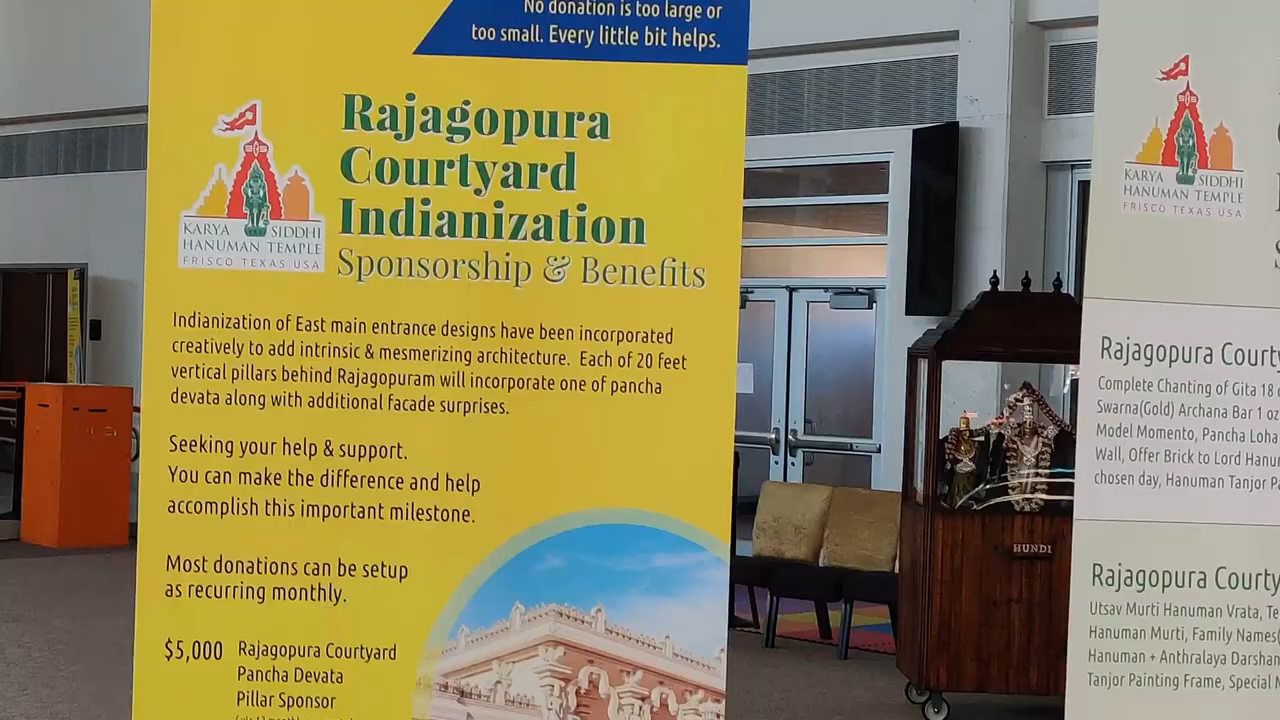 No donation is too large or
too small. Every little bit helps.
Rajagopura
Courtyard
Indianization
Sponsorship & Benefits
KARYA SIDDHI
HANUMAN TEMPLE
FRISCO TEXAS USA
Indianization of East main entrance designs have been incorporated
creatively to add intrinsic & mesmerizing architecture. Each of 20 feet
vertical pillars behind Rajagopuram will incorporate one of pancha
devata along with additional facade surprises.
Seeking your help & support.
You can make the difference and help
accomplish this important milestone.
Most donations can be setup
as recurring monthly.
$5,000 Rajagopura Courtyard
Pancha Devata
Pillar Sponsor
HUNDI
KARYA SIDDHI
HANUMAN TEMPLE
FRISCO TEXAS USA
Rajagopura
Complete Chanting of Gita 18
Swarna(Gold) Archana Bar 1 oz
Model Momento, Pancha Loha
Wall, Offer Brick to Lord
chosen day, Hanuman Tanjor
Rajagopura
Utsav Murti Hanuman Vrata,
Hanuman Murti, Family Names
Hanuman + Anthralaya
Tanjor Painting Frame, Special